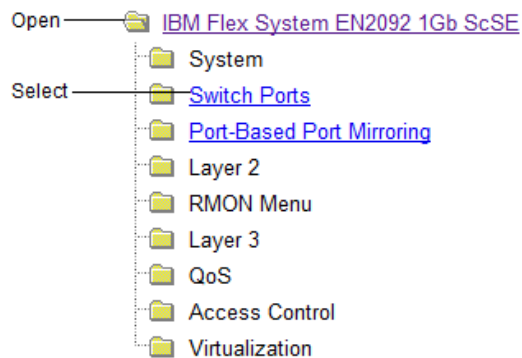 Open IBM Flex System EN2092 1Gb ScSE
System
Select Switch Ports
Port-Based Port Mirroring
Layer 2
RMON Menu
Layer 3
QoS
Access Control
Virtualization